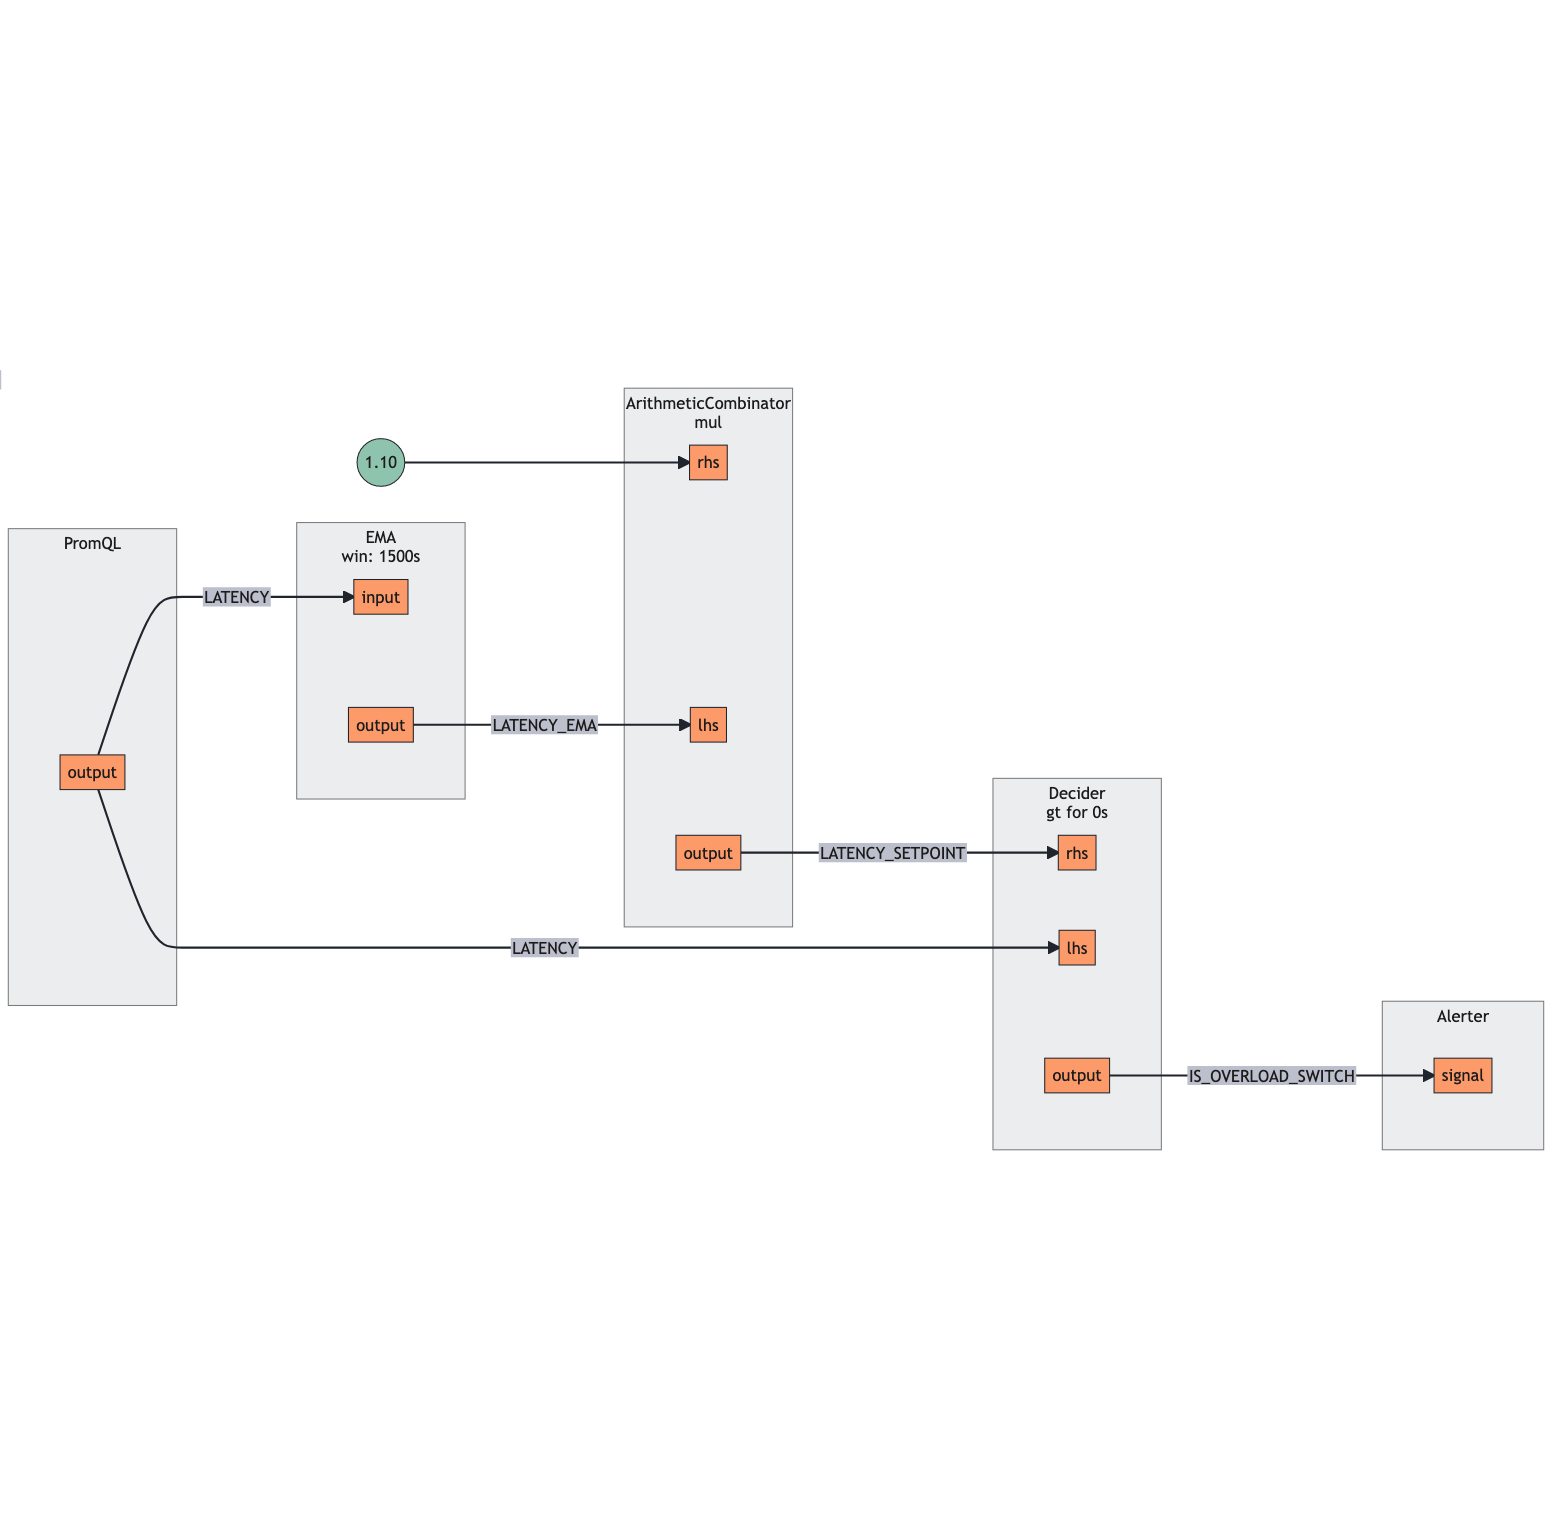 PromQL
output
LATENCY
LATENCY
1.10
EMA
win: 1500s
input
output
LATENCY_EMA
ArithmeticCombinator
mul
rhs
lhs
output
LATENCY_SETPOINT
Decider
gt for 0s
rhs
lhs
output
IS_OVERLOAD_SWITCH
Alerter
signal